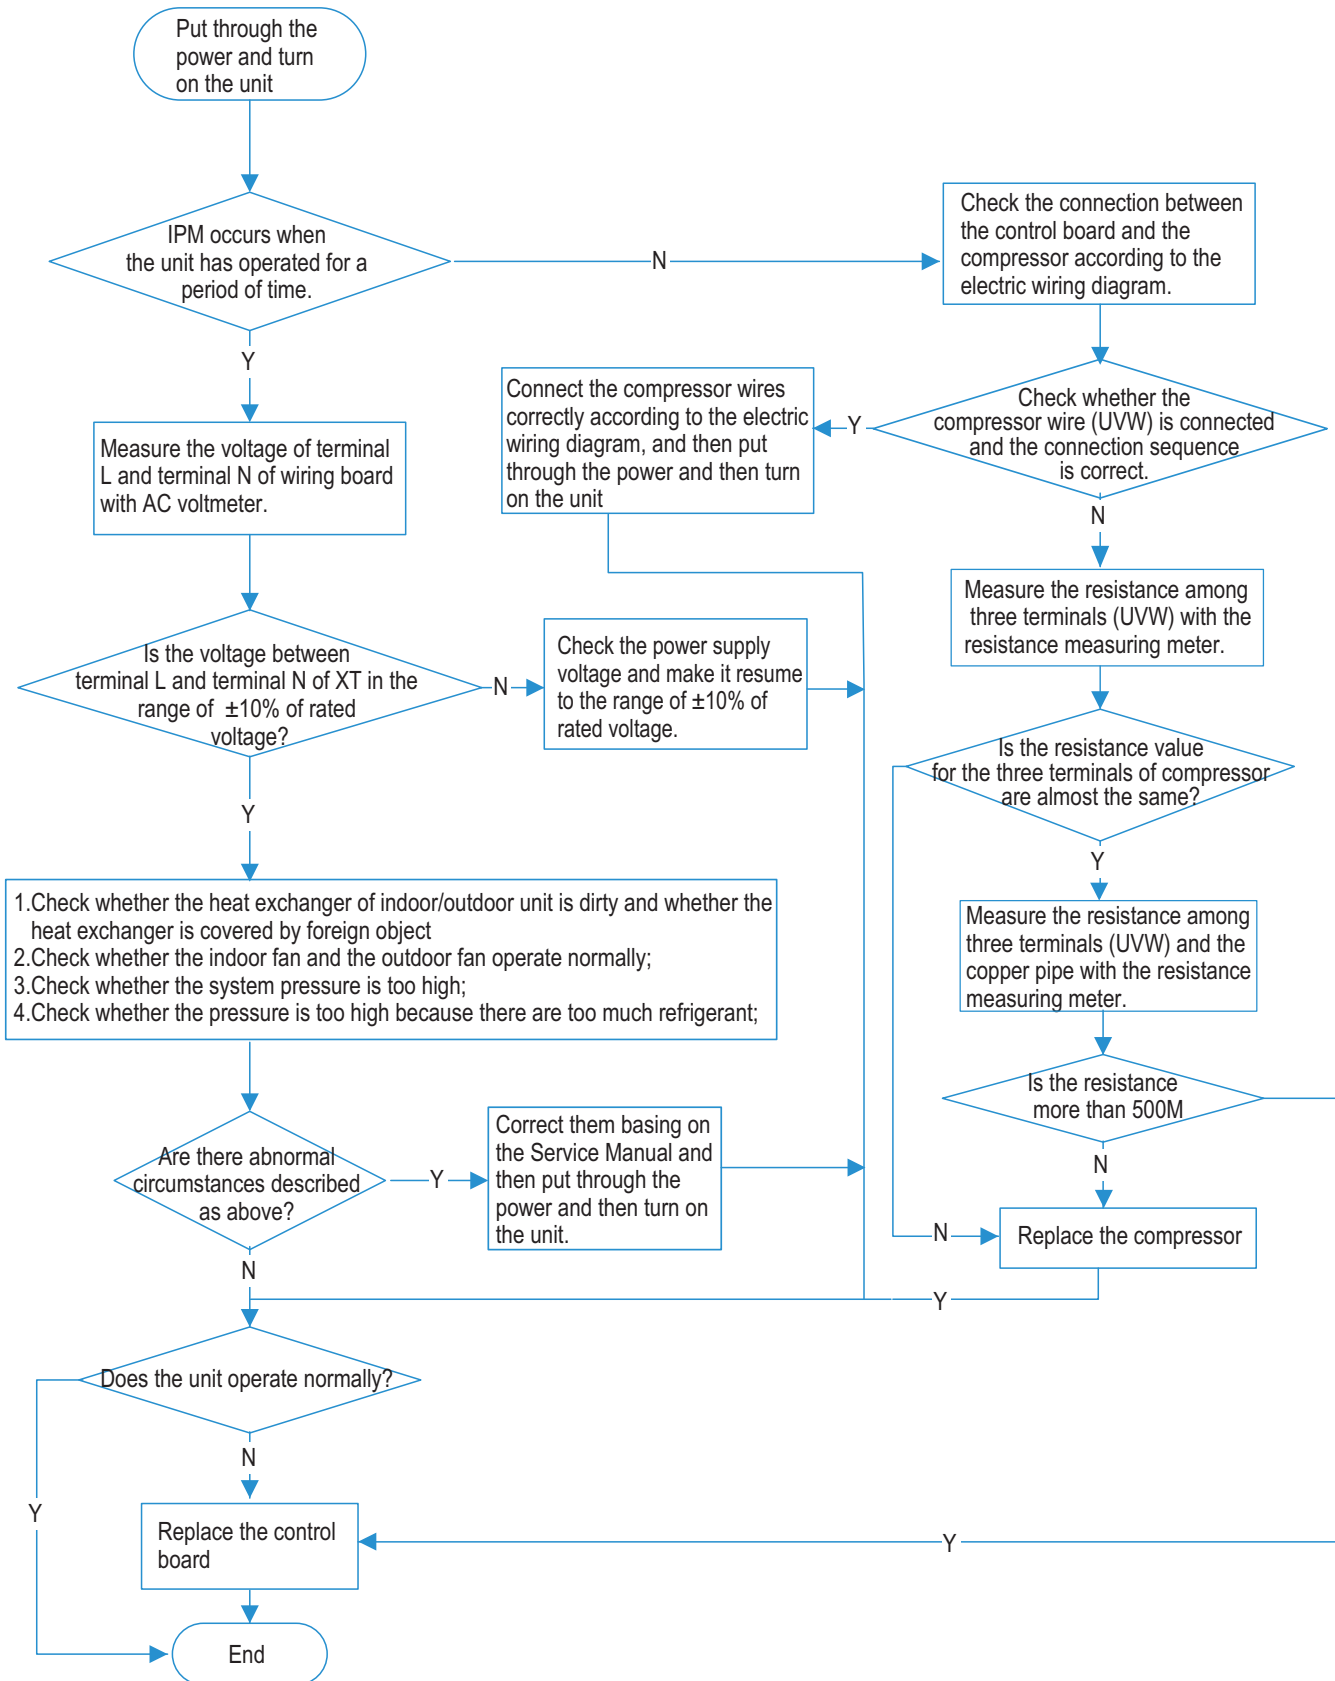 Put through the
power and turn
on the unit
IPM occurs when
the unit has operated for a
period of time.
N
Check the connection between
the control board and the
compressor according to the
electric wiring diagram.
Y
Measure the voltage of terminal
L and terminal N of wiring board
with AC voltmeter.
Connect the compressor wires
correctly according to the electric
wiring diagram, and then put
through the power and then turn
on the unit
Y
Check whether the
compressor wire (UVW) is connected
and the connection sequence
is correct.
N
Measure the resistance among
three terminals (UVW) with the
resistance measuring meter.
Is the voltage between
terminal L and terminal N of XT in the
range of ±10% of rated
voltage?
N
Check the power supply
voltage and make it resume
to the range of ±10% of
rated voltage.
Is the resistance value
for the three terminals of compressor
are almost the same?
Y
Y
1.Check whether the heat exchanger of indoor/outdoor unit is dirty and whether the
heat exchanger is covered by foreign object
2.Check whether the indoor fan and the outdoor fan operate normally;
3.Check whether the system pressure is too high;
4.Check whether the pressure is too high because there are too much refrigerant;
Measure the resistance among
three terminals (UVW) and the
copper pipe with the resistance
measuring meter.
Is the resistance
more than 500M
Are there abnormal
circumstances described
as above?
Y
Correct them basing on
the Service Manual and
then put through the
power and then turn on
the unit.
N
N
Replace the compressor
N
Y
Does the unit operate normally?
N
Y
Replace the control
board
Y
End